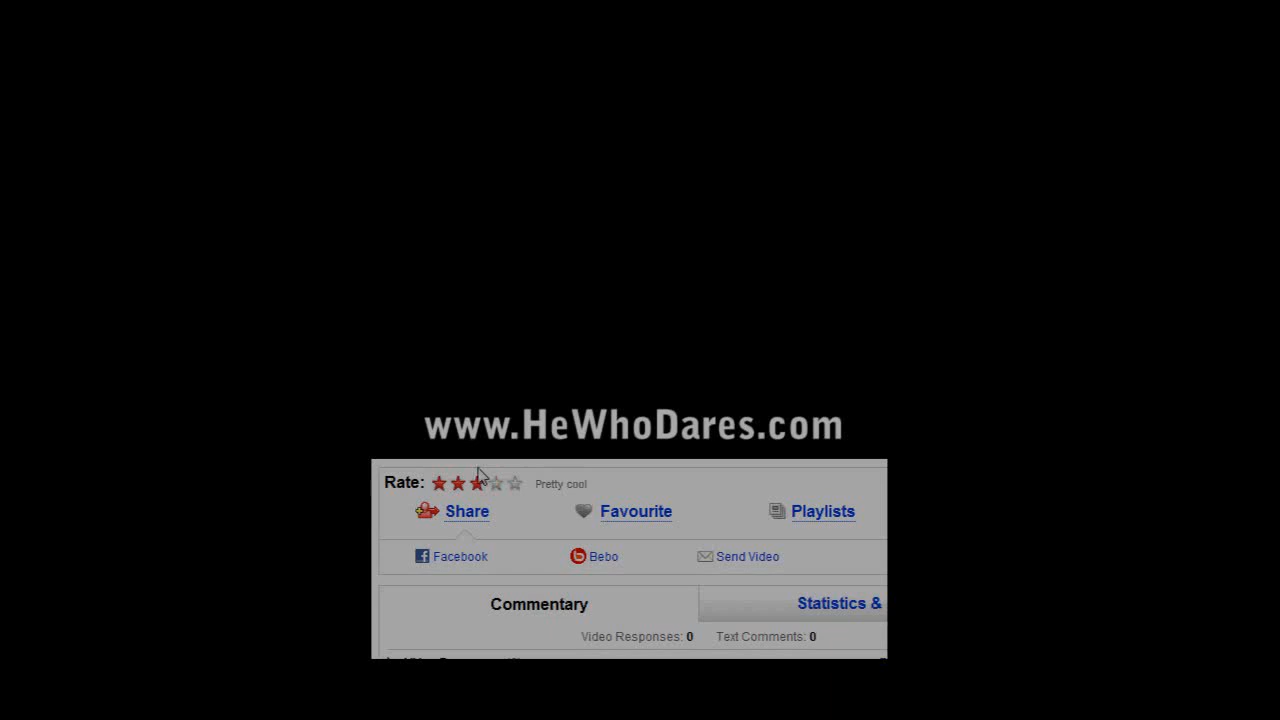 www.HeWhoDares.com
Rate: Pretty cool
Share Favourite Playlists
Facebook Bebo Send Video
Commentary Statistics &
Video Responses: 0 Text Comments: 0